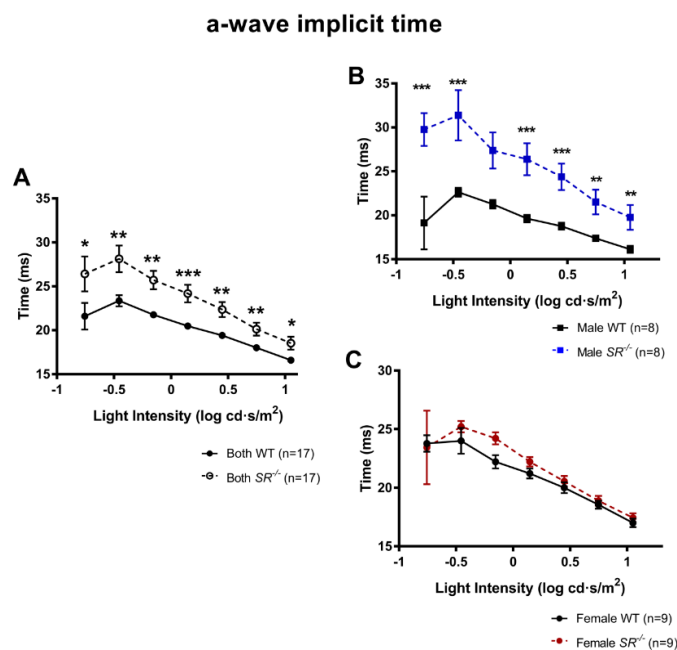 a-wave implicit time
B
Time (ms)
35
30
25
20
15
*** *** *** *** ** **
-1 -0.5 0 0.5 1
Light Intensity (log cd·s/m²)
Male WT (n=8)
Male SR⁻/⁻ (n=8)
A
Time (ms)
35
30
25
20
15
* ** ** *** ** ** *
-1 -0.5 0 0.5 1
Light Intensity (log cd·s/m²)
Both WT (n=17)
Both SR⁻/⁻ (n=17)
C
Time (ms)
30
25
20
15
-1 -0.5 0 0.5 1
Light Intensity (log cd·s/m²)
Female WT (n=9)
Female SR⁻/⁻ (n=9)